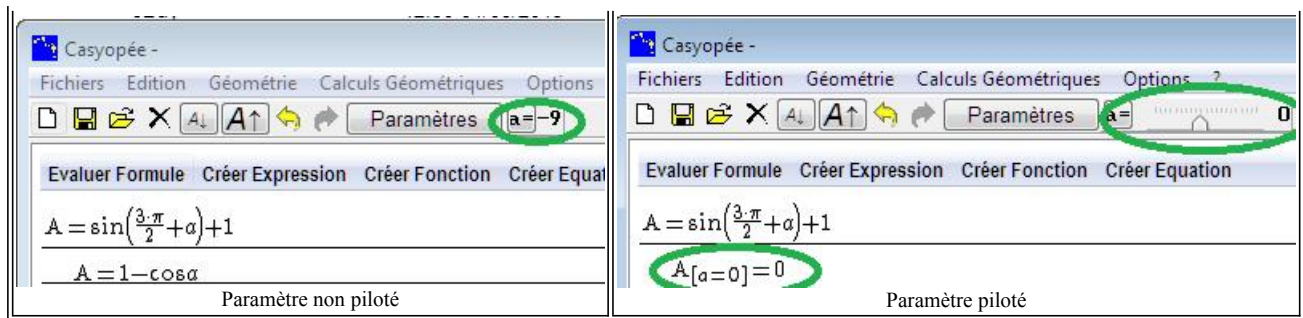 Casyopée -
Fichiers Edition Géométrie Calculs Géométriques Options
A↓ A↑ Paramètres a=-9
Evaluer Formule Créer Expression Créer Fonction Créer Equat
A = sin(3·π/2 + a)+1
A = 1−cosa
Paramètre non piloté
Casyopée -
Fichiers Edition Géométrie Calculs Géométriques Options ?
A↓ A↑ Paramètres a= 0
Evaluer Formule Créer Expression Créer Fonction Créer Equation
A = sin(3·π/2 + a)+1
A[a=0] = 0
Paramètre piloté